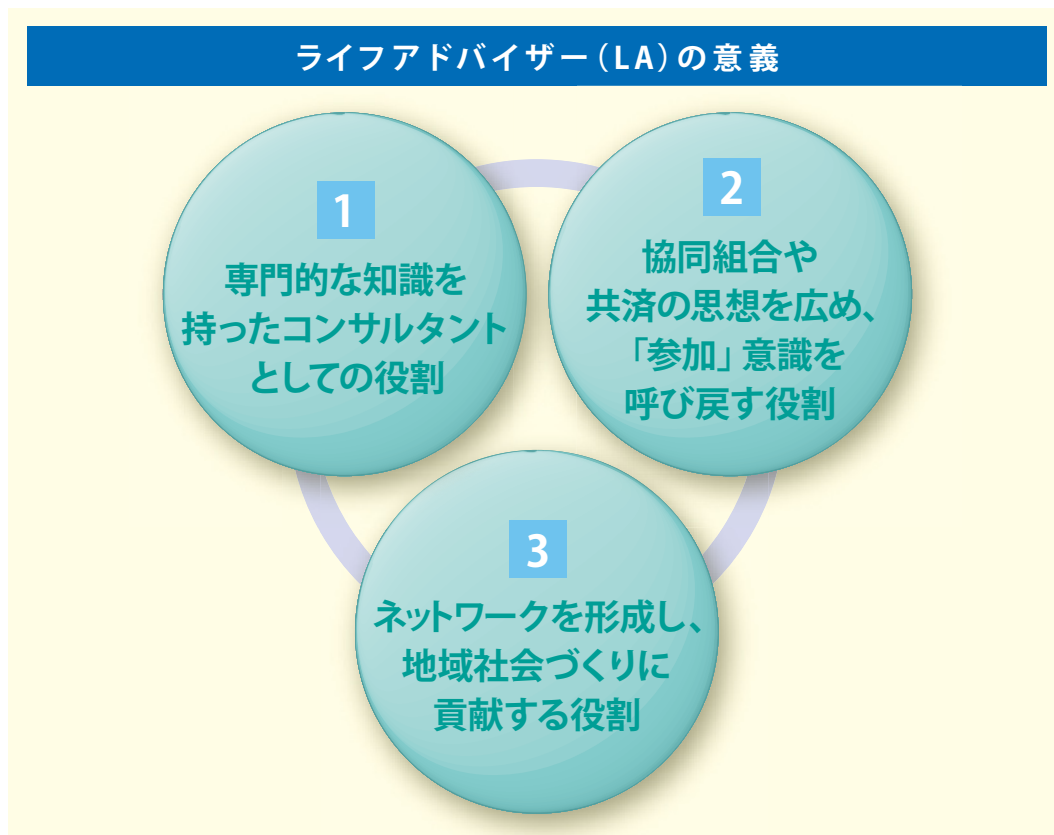 ライフアドバイザー（LA）の意義
1
専門的な知識を
持ったコンサルタント
としての役割
2
協同組合や
共済の思想を広め、
「参加」意識を
呼び戻す役割
3
ネットワークを形成し、
地域社会づくりに
貢献する役割